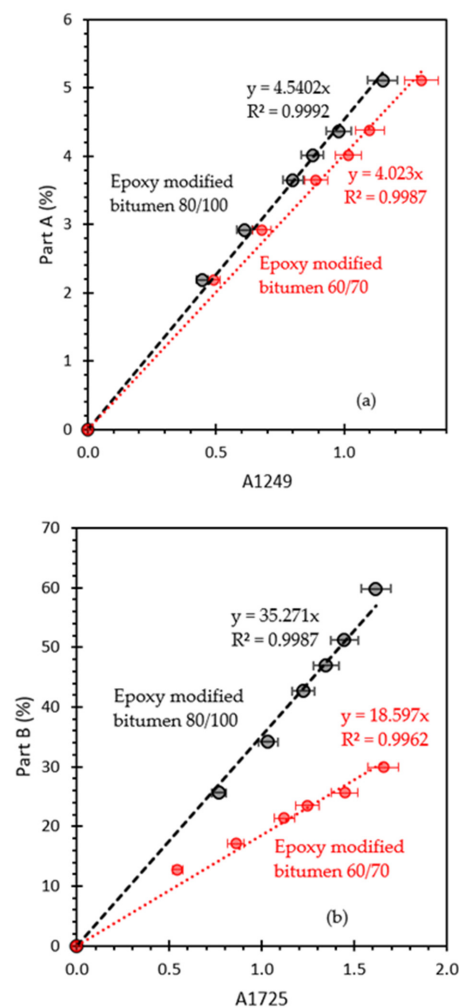 6
5
4
3
2
1
0
Part A (%)
y = 4.5402x
R² = 0.9992
y = 4.023x
R² = 0.9987
Epoxy modified
bitumen 80/100
Epoxy modified
bitumen 60/70
(a)
0.0 0.5 1.0
A1249
70
60
50
40
30
20
10
0
Part B (%)
y = 35.271x
R² = 0.9987
y = 18.597x
R² = 0.9962
Epoxy modified
bitumen 80/100
Epoxy modified
bitumen 60/70
(b)
0.0 0.5 1.0 1.5 2.0
A1725